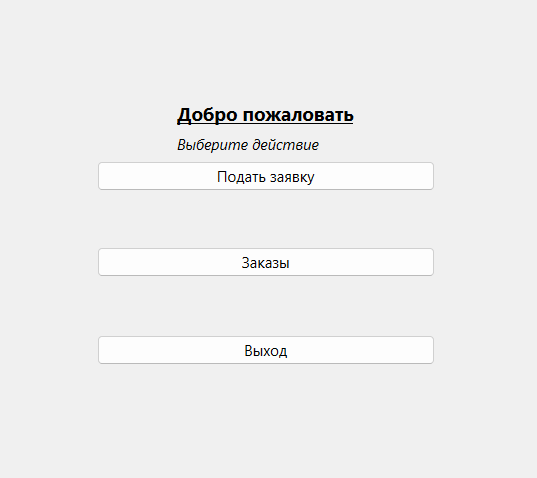 Добро пожаловать
Выберите действие
Подать заявку
Заказы
Выход